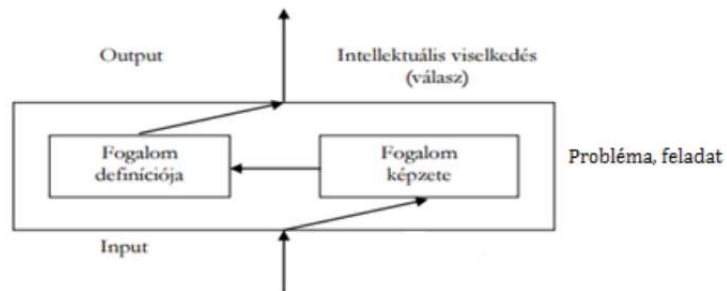 Output
Intellektuális viselkedés
(válasz)
Fogalom
definíciója
Fogalom
képzete
Probléma, feladat
Input